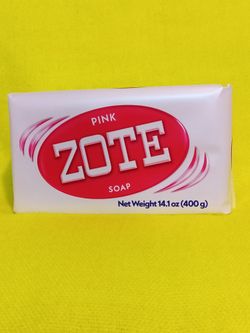 PINK
ZOTE
SOAP
Net Weight 14.1 oz (400 g)